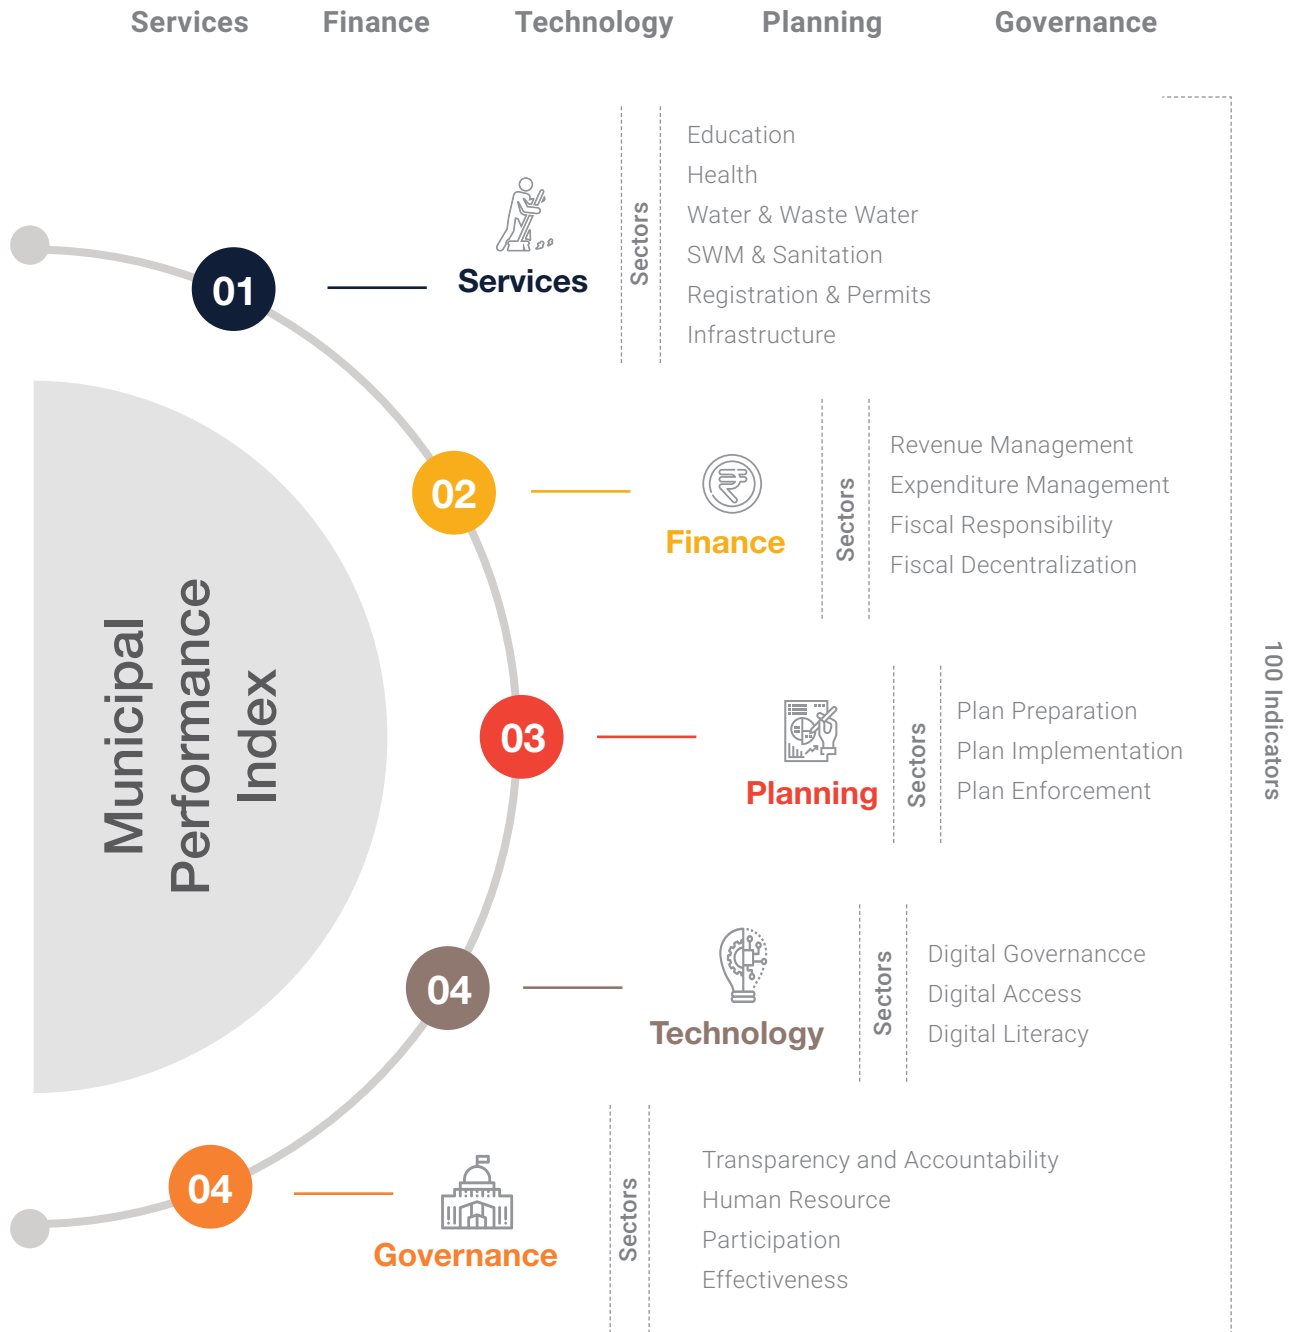 Services Finance Technology Planning Governance
Municipal
Performance
Index
01
Services
Sectors
Education
Health
Water & Waste Water
SWM & Sanitation
Registration & Permits
Infrastructure
02
Finance
Sectors
Revenue Management
Expenditure Management
Fiscal Responsibility
Fiscal Decentralization
03
Planning
Sectors
Plan Preparation
Plan Implementation
Plan Enforcement
04
Technology
Sectors
Digital Governancce
Digital Access
Digital Literacy
04
Governance
Sectors
Transparency and Accountability
Human Resource
Participation
Effectiveness
100 Indicators